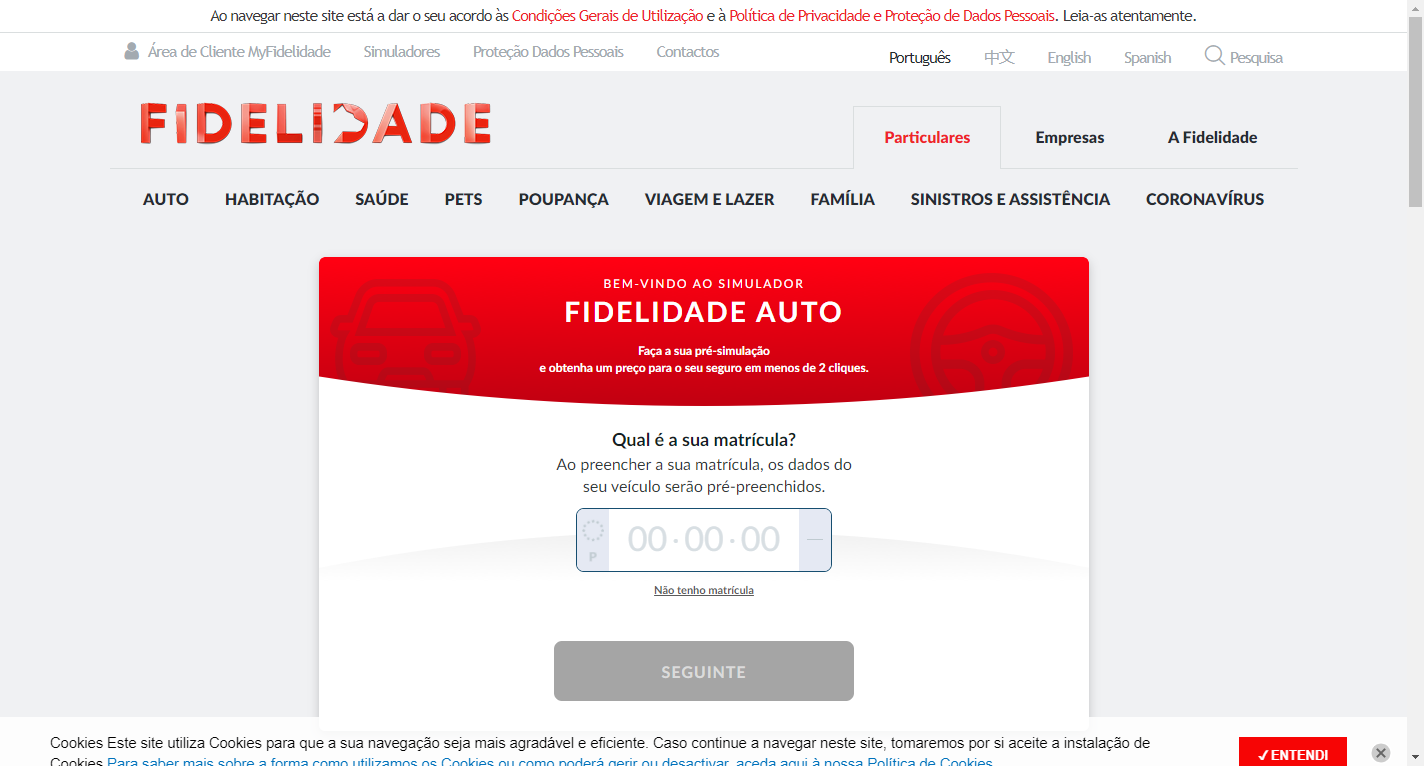 Ao navegar neste site está a dar o seu acordo às Condições Gerais de Utilização e à Política de Privacidade e Proteção de Dados Pessoais. Leia-as atentamente.
Área de Cliente MyFidelidade Simuladores Proteção Dados Pessoais Contactos Português 中文 English Spanish Pesquisa
FIDELIDADE
Particulares Empresas A Fidelidade
AUTO HABITAÇÃO SAÚDE PETS POUPANÇA VIAGEM E LAZER FAMÍLIA SINISTROS E ASSISTÊNCIA CORONAVÍRUS
BEM-VINDO AO SIMULADOR
FIDELIDADE AUTO
Faça a sua pré-simulação
e obtenha um preço para o seu seguro em menos de 2 cliques.
Qual é a sua matrícula?
Ao preencher a sua matrícula, os dados do
seu veículo serão pré-preenchidos.
P 00·00·00 —
Não tenho matrícula
SEGUINTE
Cookies Este site utiliza Cookies para que a sua navegação seja mais agradável e eficiente. Caso continue a navegar neste site, tomaremos por si aceite a instalação de
Cookies Para saber mais sobre a forma como utilizamos os Cookies ou como poderá gerir ou desactivar, aceda aqui à nossa Política de Cookies.
✓ENTENDI